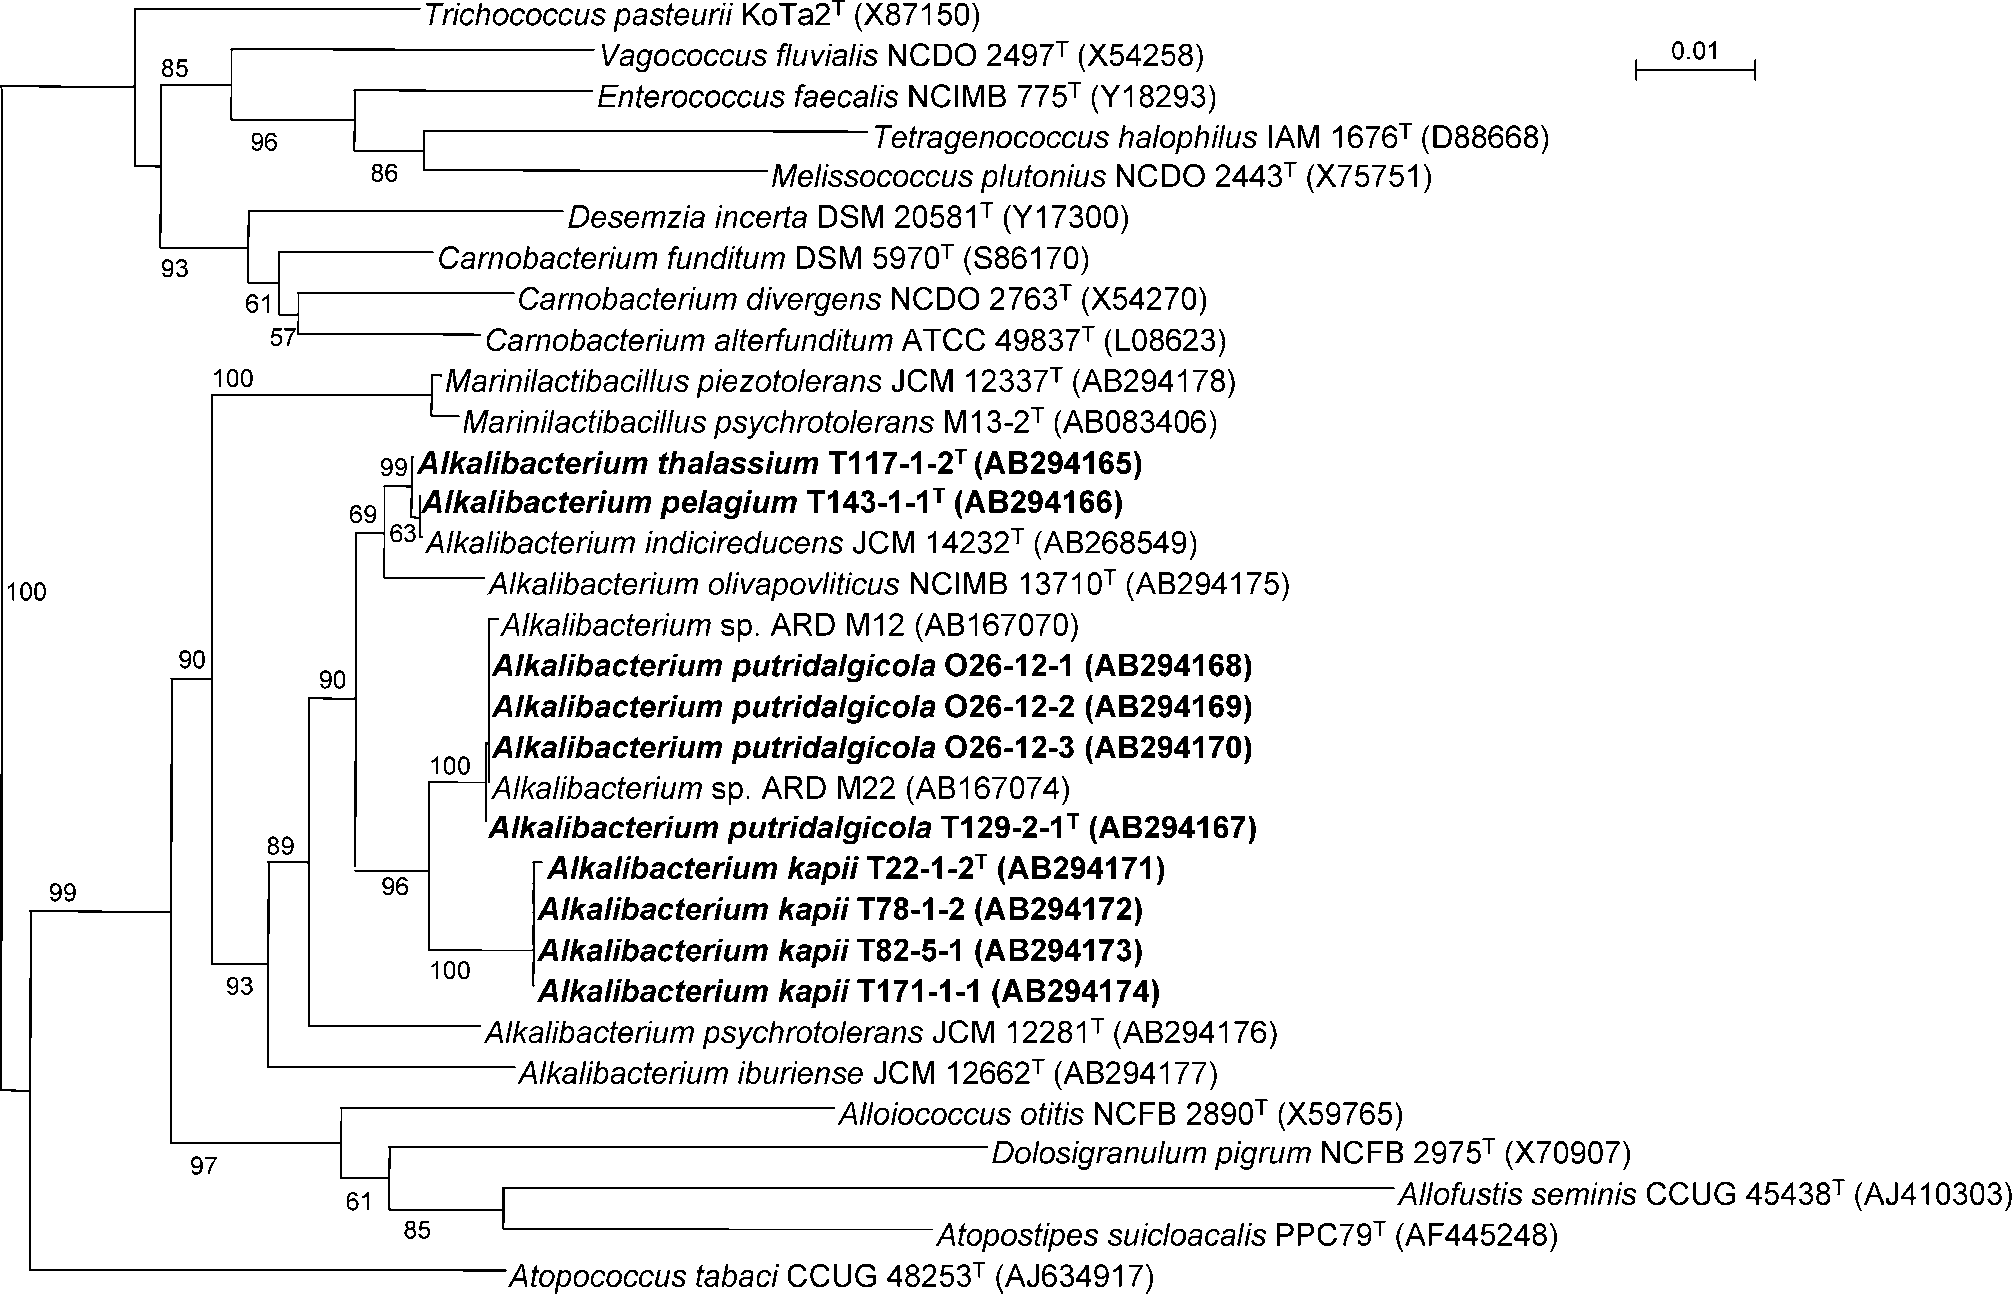 Trichococcus pasteurii KoTa2ᵀ (X87150)
Vagococcus fluvialis NCDO 2497ᵀ (X54258)
0.01
85
Enterococcus faecalis NCIMB 775ᵀ (Y18293)
96
Tetragenococcus halophilus IAM 1676ᵀ (D88668)
86
Melissococcus plutonius NCDO 2443ᵀ (X75751)
Desemzia incerta DSM 20581ᵀ (Y17300)
93
Carnobacterium funditum DSM 5970ᵀ (S86170)
61
Carnobacterium divergens NCDO 2763ᵀ (X54270)
57
Carnobacterium alterfunditum ATCC 49837ᵀ (L08623)
100
Marinilactibacillus piezotolerans JCM 12337ᵀ (AB294178)
Marinilactibacillus psychrotolerans M13-2ᵀ (AB083406)
99
Alkalibacterium thalassium T117-1-2ᵀ (AB294165)
Alkalibacterium pelagium T143-1-1ᵀ (AB294166)
69
63
Alkalibacterium indicireducens JCM 14232ᵀ (AB268549)
Alkalibacterium olivapovliticus NCIMB 13710ᵀ (AB294175)
100
Alkalibacterium sp. ARD M12 (AB167070)
90
Alkalibacterium putridalgicola O26-12-1 (AB294168)
90
Alkalibacterium putridalgicola O26-12-2 (AB294169)
Alkalibacterium putridalgicola O26-12-3 (AB294170)
100
Alkalibacterium sp. ARD M22 (AB167074)
Alkalibacterium putridalgicola T129-2-1ᵀ (AB294167)
89
Alkalibacterium kapii T22-1-2ᵀ (AB294171)
96
99
Alkalibacterium kapii T78-1-2 (AB294172)
Alkalibacterium kapii T82-5-1 (AB294173)
100
93
Alkalibacterium kapii T171-1-1 (AB294174)
Alkalibacterium psychrotolerans JCM 12281ᵀ (AB294176)
Alkalibacterium iburiense JCM 12662ᵀ (AB294177)
Alloiococcus otitis NCFB 2890ᵀ (X59765)
97
Dolosigranulum pigrum NCFB 2975ᵀ (X70907)
61
Allofustis seminis CCUG 45438ᵀ (AJ410303)
85
Atopostipes suicloacalis PPC79ᵀ (AF445248)
Atopococcus tabaci CCUG 48253ᵀ (AJ634917)